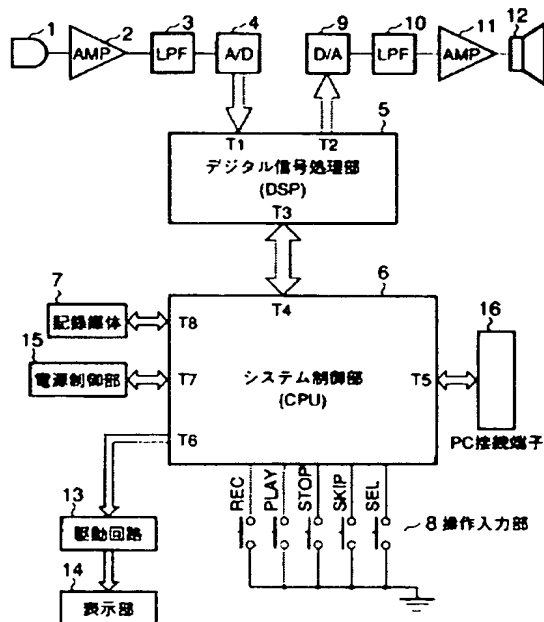 1 2 3 4 9 10 11 12
AMP LPF A/D D/A LPF AMP
5
T1 T2
デジタル信号処理部
(DSP)
T3
6
7
T4
16
記録媒体 T8
15
電源制御部 T7
システム制御部
(CPU)
T5
T6
PC接続端子
REC PLAY STOP SKIP SEL
13
駆動回路
8 操作入力部
14
表示部